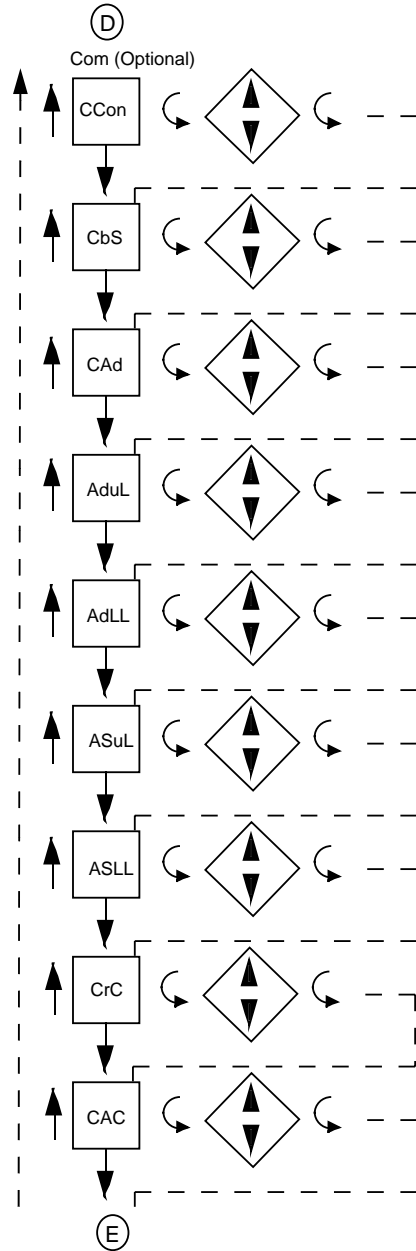 D
Com (Optional)
CCon
CbS
CAd
AduL
AdLL
ASuL
ASLL
CrC
CAC
E